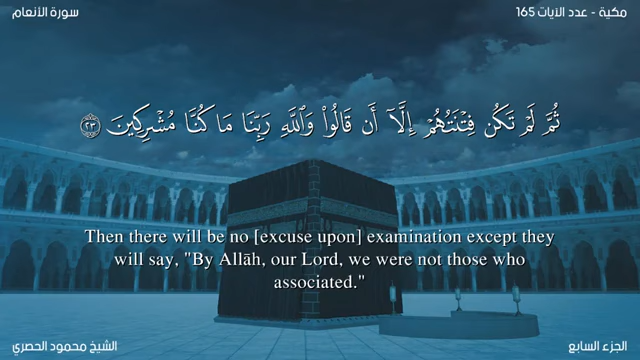 سورة الأنعام
مكية - عدد الآيات 165
ثُمَّ لَمْ تَكُن فِتْنَتُهُمْ إِلَّآ أَن قَالُوا۟ وَٱللَّهِ رَبِّنَا مَا كُنَّا مُشْرِكِينَ ٢٣
Then there will be no [excuse upon] examination except they
will say, "By Allāh, our Lord, we were not those who
associated."
الشيخ محمود الحصري
الجزء السابع